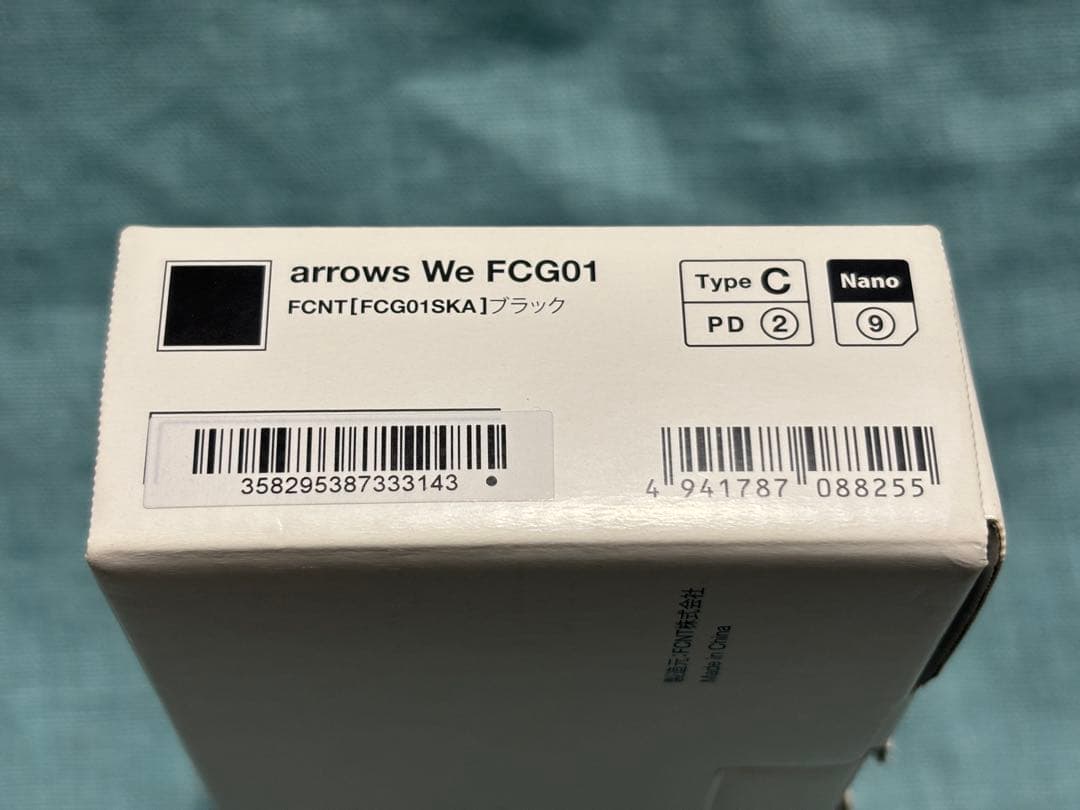 arrows We FCG01
FCNT[FCG01SKA]ブラック
Type C
PD ②
Nano
⑨
358295387333143
4 941787 088255
製造元:FCNT株式会社
Made in China